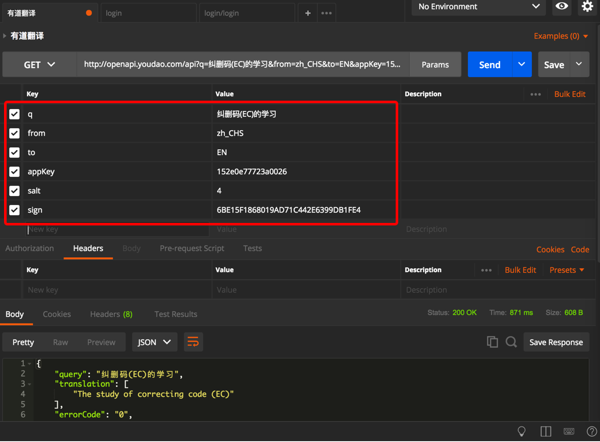 有道翻译 login login/login + ••• No Environment
有道翻译 Examples (0)
GET http://openapi.youdao.com/api?q=纠删码(EC)的学习&from=zh_CHS&to=EN&appKey=15... Params Send Save
Key Value Description ••• Bulk Edit
q 纠删码(EC)的学习
from zh_CHS
to EN
appKey 152e0e77723a0026
salt 4
sign 6BE15F1868019AD71C442E6399DB1FE4
New key Value Description
Authorization Headers Body Pre-request Script Tests Cookies Code
Key Value Description ••• Bulk Edit Presets
New key Value Description
Body Cookies Headers (8) Test Results Status: 200 OK Time: 871 ms Size: 608 B
Pretty Raw Preview JSON Save Response
1 {
2 "query": "纠删码(EC)的学习",
3 "translation": [
4 "The study of correcting code (EC)"
5 ],
6 "errorCode": "0",